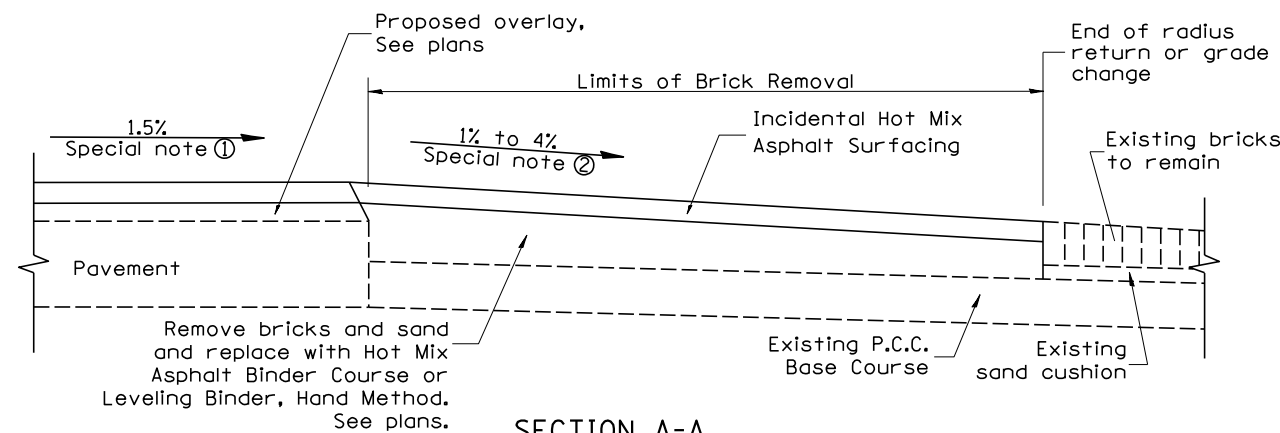 Proposed overlay,
See plans
End of radius
return or grade
change
Limits of Brick Removal
1.5%
Special note ①
1% to 4%
Special note ②
Incidental Hot Mix
Asphalt Surfacing
Existing bricks
to remain
Pavement
Remove bricks and sand
and replace with Hot Mix
Asphalt Binder Course or
Leveling Binder, Hand Method.
See plans.
Existing P.C.C.
Base Course
Existing
sand cushion
SECTION A-A